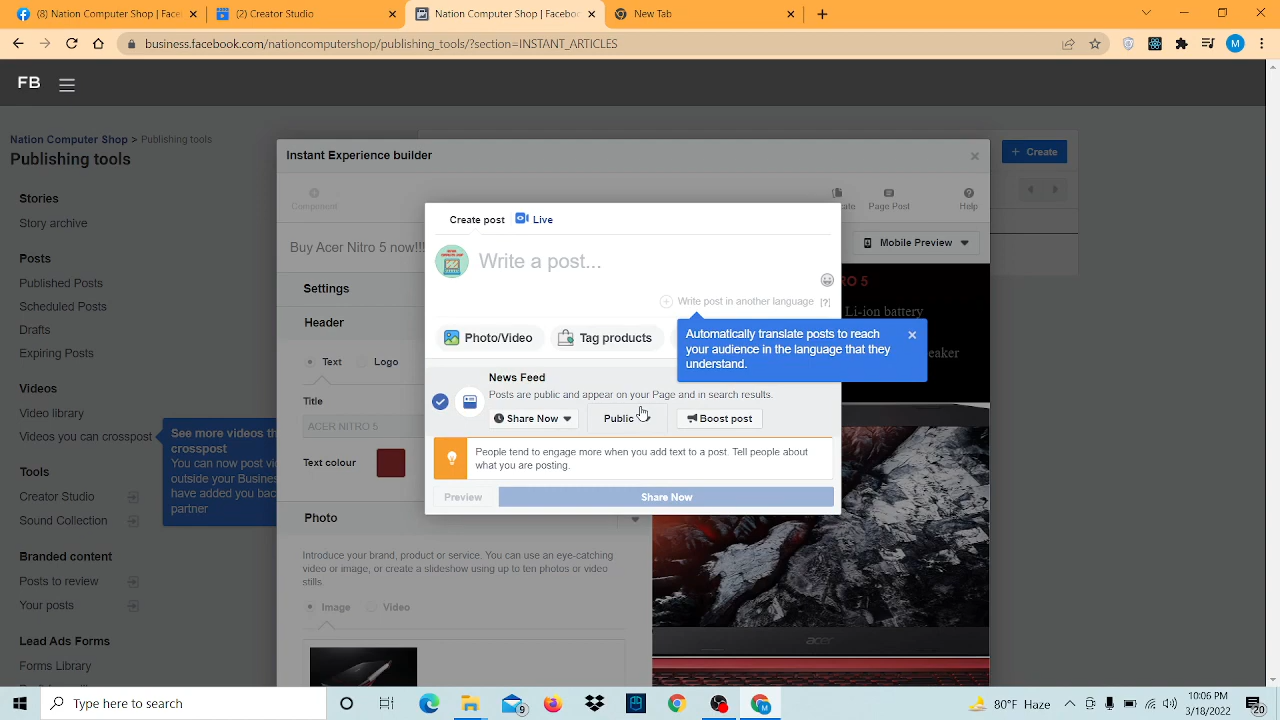 (8) Nation Computer Shop | Face
(2) Creator Studio
Nation Computer Shop | Facebo
New Tab
business.facebook.com/nationcomputershop/publishing_tools/?section=INSTANT_ARTICLES
M
FB
Nation Computer Shop > Publishing tools
Publishing tools
Stories
Story archive
Posts
Published Posts
Scheduled Posts
Drafts
Expiring Posts
Videos
Video library
Videos you can crosspost
Tools
Creator Studio
Sound Collection
Branded content
Posts to review
Your posts
Lead Ads Forms
Forms Library
See more videos th
crosspost
You can now post vi
outside your Busines
have added you bac
partner
+ Create
Instant Experience builder
Component
ate
Page Post
Help
Buy Acer Nitro 5 now!!!
Mobile Preview
Settings
Header
Text
Logo
Title
ACER NITRO 5
Text colour
Photo
Introduce your brand, product or service. You can use an eye-catching
video or image, or create a slideshow using up to ten photos or video
stills.
Image
Video
RO 5
Li-ion battery
eaker
acer
Create post
Live
Write a post...
Write post in another language [?]
Photo/Video
Tag products
Automatically translate posts to reach
your audience in the language that they
understand.
News Feed
Posts are public and appear on your Page and in search results.
Share Now
Public
Boost post
People tend to engage more when you add text to a post. Tell people about
what you are posting.
Preview
Share Now
Type here to search
9
M
80°F Haze
10:06 PM
3/18/2022
20